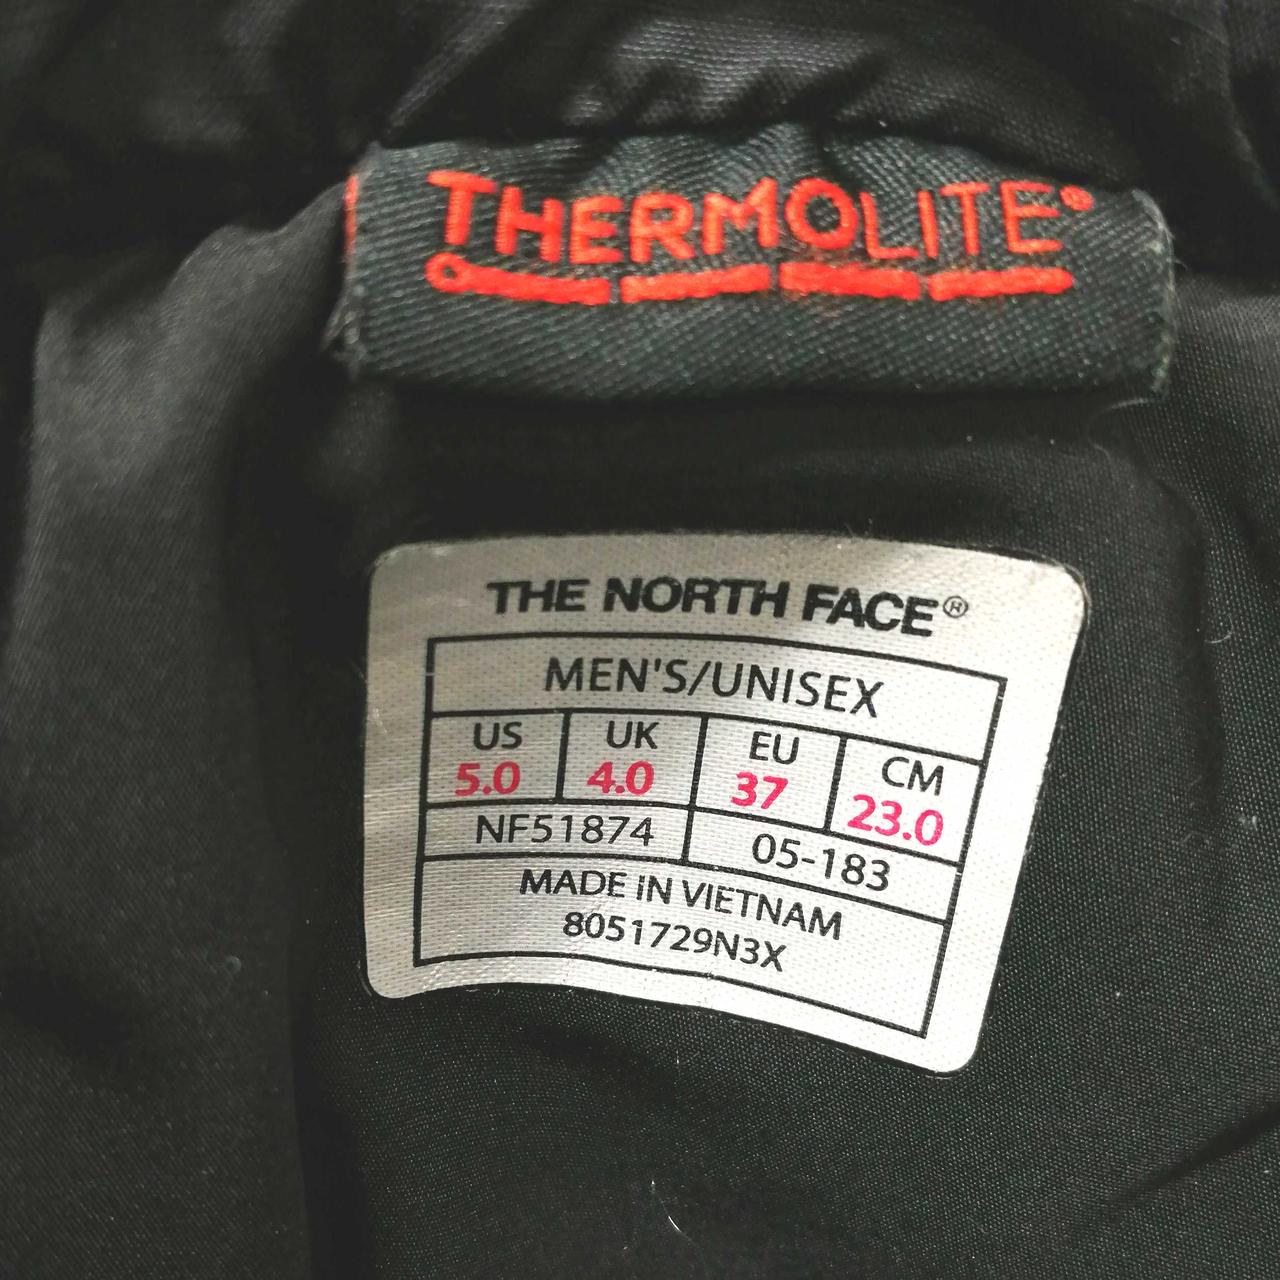 THERMOLITE®
THE NORTH FACE®
MEN'S/UNISEX
US UK EU CM
5.0 4.0 37 23.0
NF51874 05-183
MADE IN VIETNAM
8051729N3X